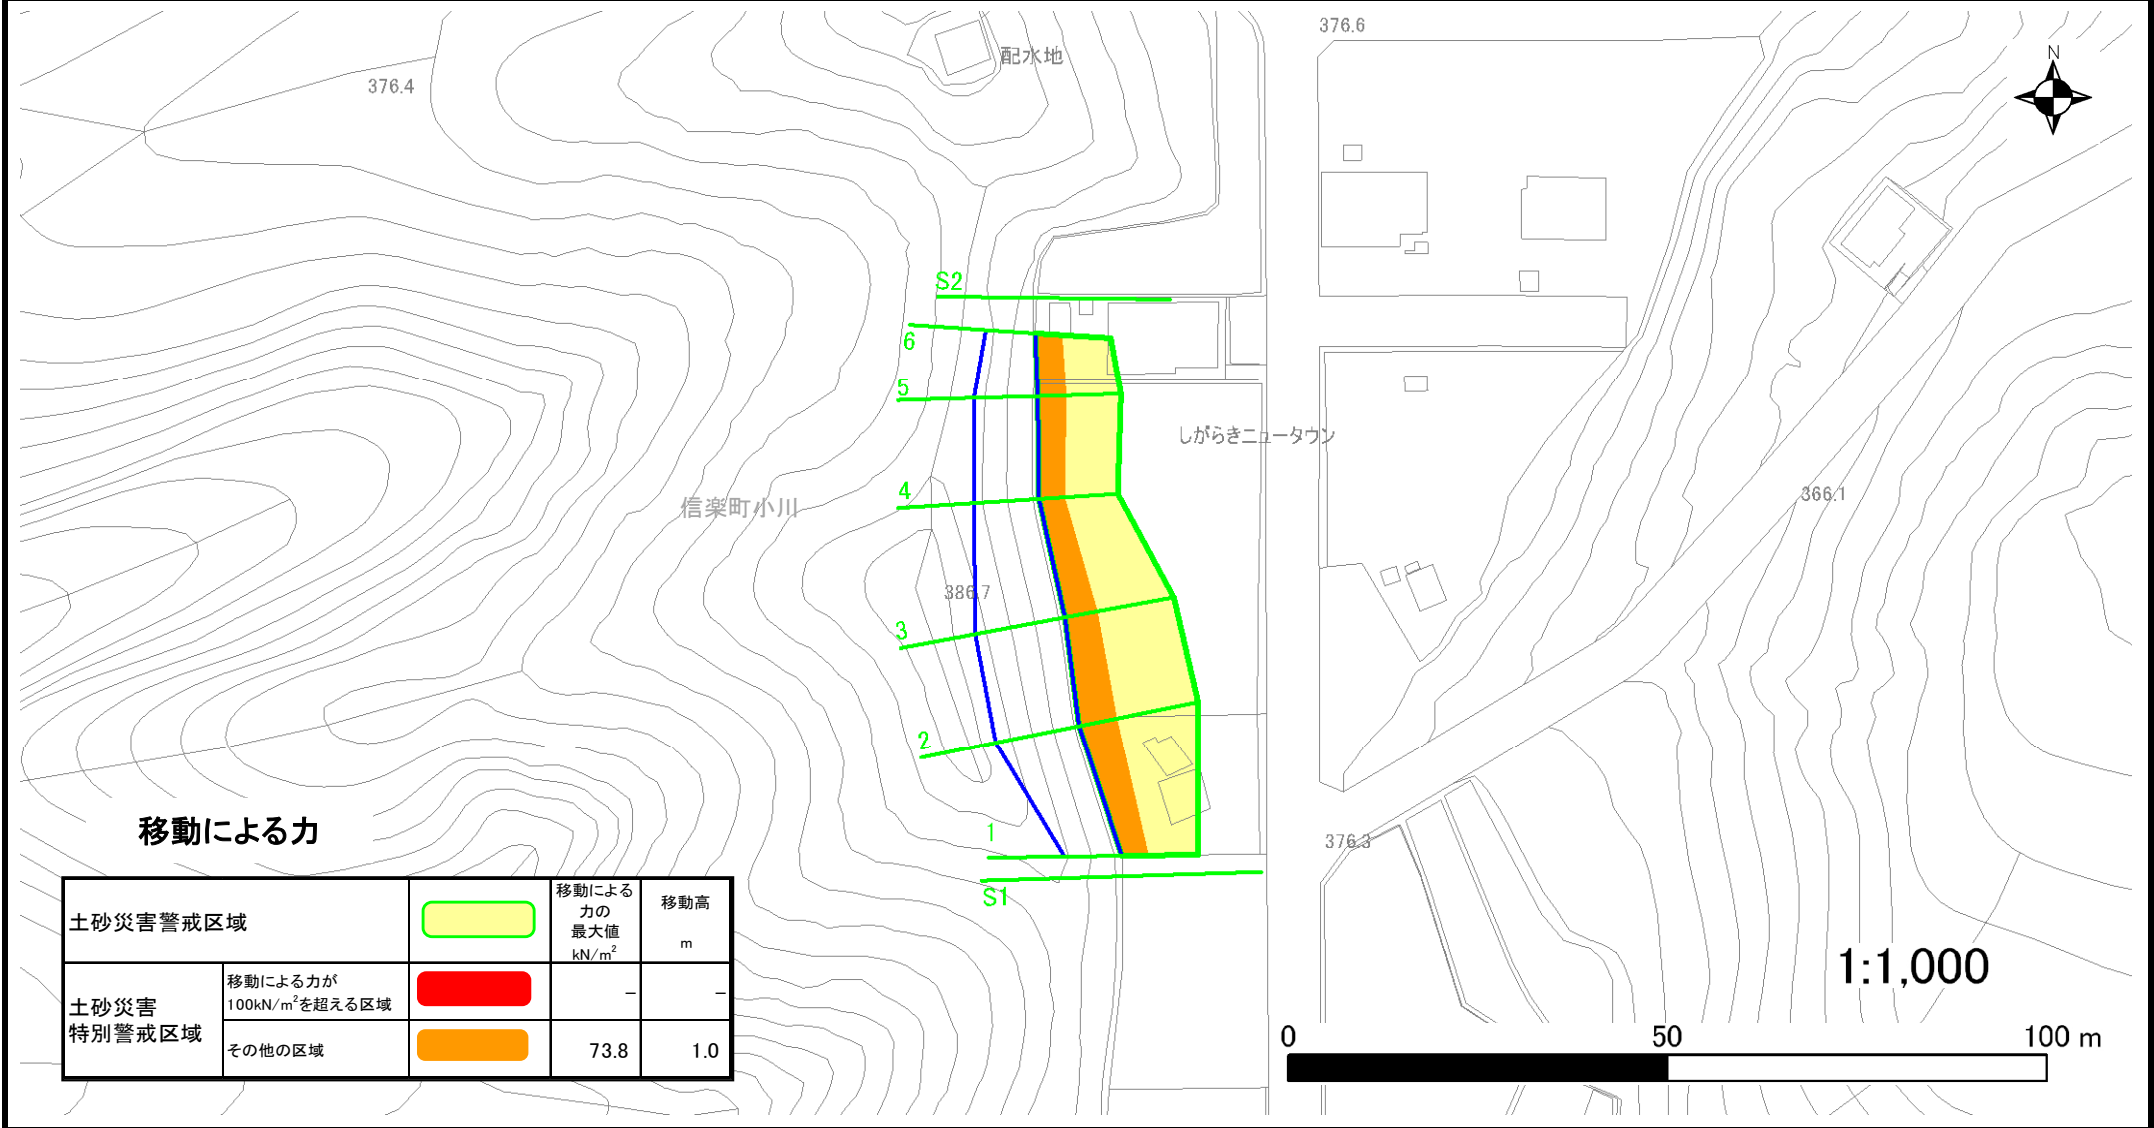 376.6
N
配水地
376.4
S2
6
5
しがらきニュータウン
4
信楽町小川
366.1
386.7
3
2
1
移動による力
376.3
S1
土砂災害警戒区域
移動による
力の
最大値
kN/m²
移動高
m
土砂災害
特別警戒区域
移動による力が
100kN/m²を超える区域
−
−
その他の区域
73.8
1.0
1:1,000
0
50
100 m